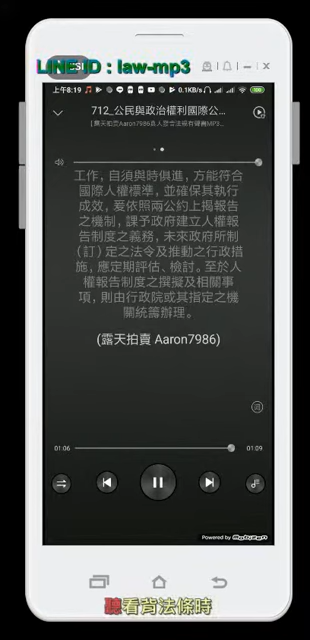 LINE ID : law-mp3
上午8:19
0.1KB/s
712_公民與政治權利國際公...
[露天拍賣Aaron7986真人發音法規有聲書MP3...
工作，自須與時俱進，方能符合
國際人權標準，並確保其執行
成效，爰依照兩公約上揭報告
之機制，課予政府建立人權報
告制度之義務，未來政府所制
（訂）定之法令及推動之行政措
施，應定期評估、檢討。至於人
權報告制度之撰擬及相關事
項，則由行政院或其指定之機
關統籌辦理。
(露天拍賣 Aaron7986)
詞
01:06
01:09
Powered by
聽看背法條時